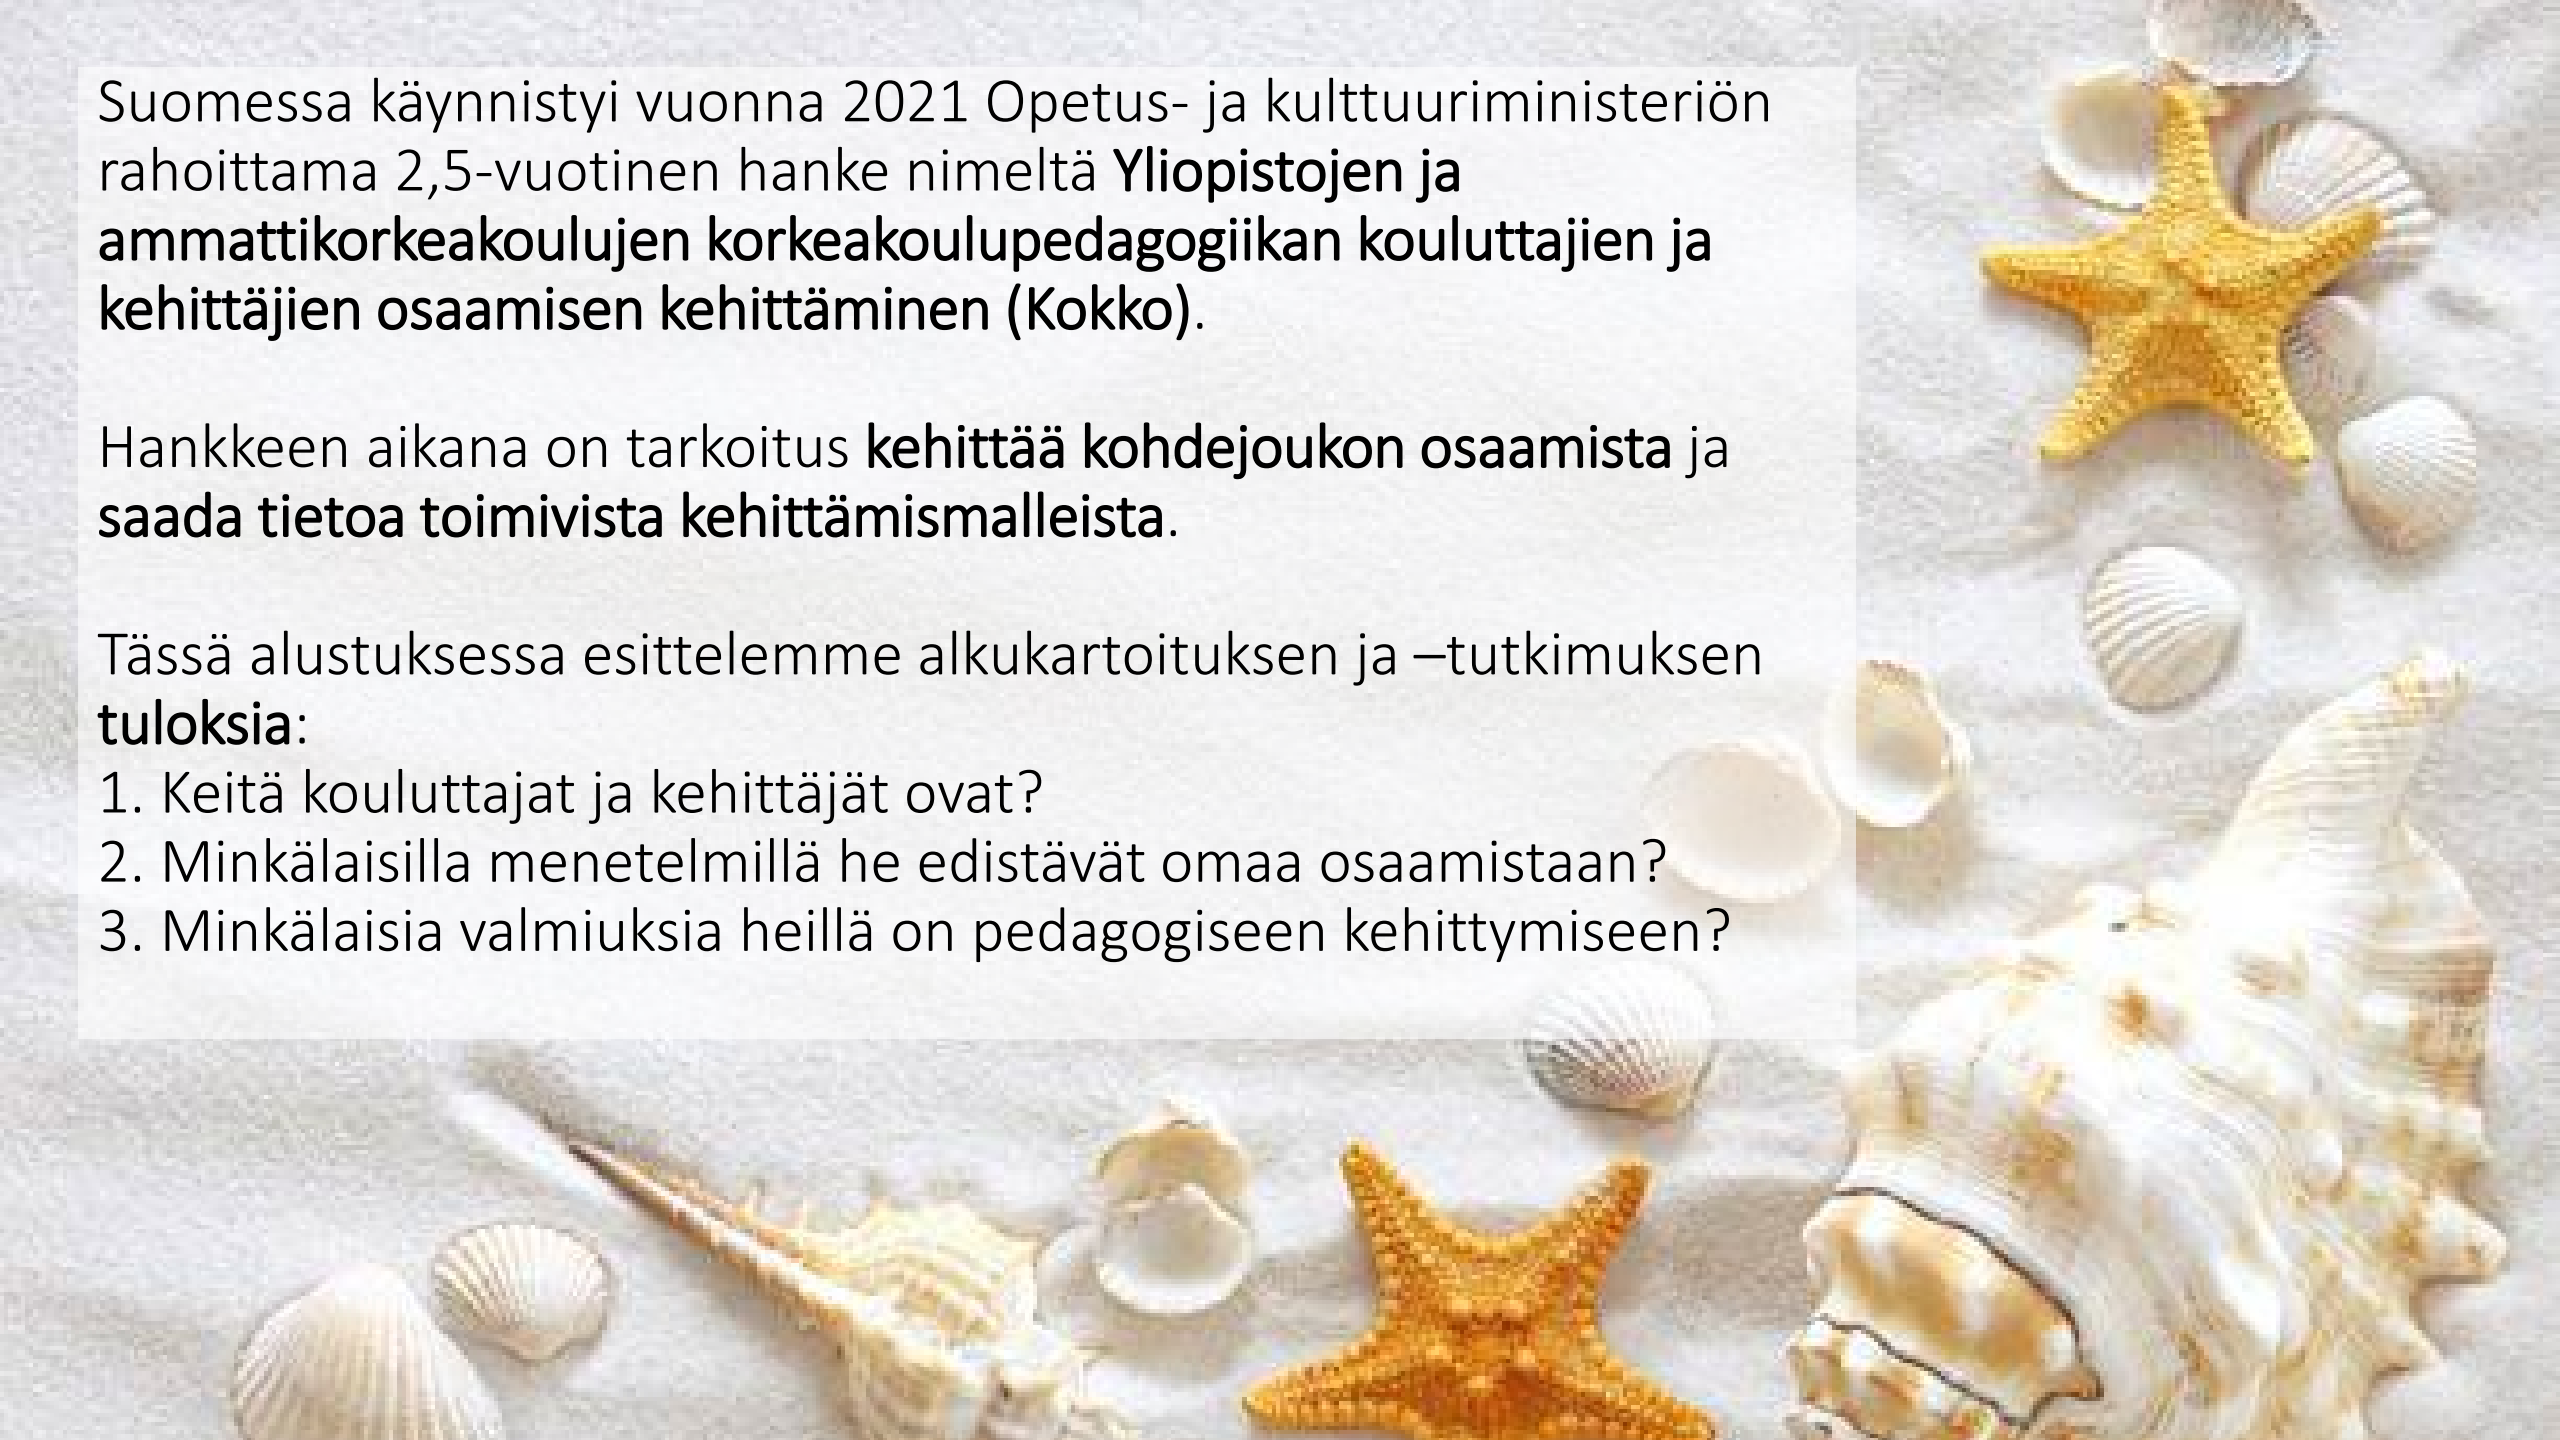 Suomessa käynnistyi vuonna 2021 Opetus- ja kulttuuriministeriön
rahoittama 2,5-vuotinen hanke nimeltä Yliopistojen ja
ammattikorkeakoulujen korkeakoulupedagogiikan kouluttajien ja
kehittäjien osaamisen kehittäminen (Kokko).
Hankkeen aikana on tarkoitus kehittää kohdejoukon osaamista ja
saada tietoa toimivista kehittämismalleista.
Tässä alustuksessa esittelemme alkukartoituksen ja –tutkimuksen
tuloksia:
1. Keitä kouluttajat ja kehittäjät ovat?
2. Minkälaisilla menetelmillä he edistävät omaa osaamistaan?
3. Minkälaisia valmiuksia heillä on pedagogiseen kehittymiseen?